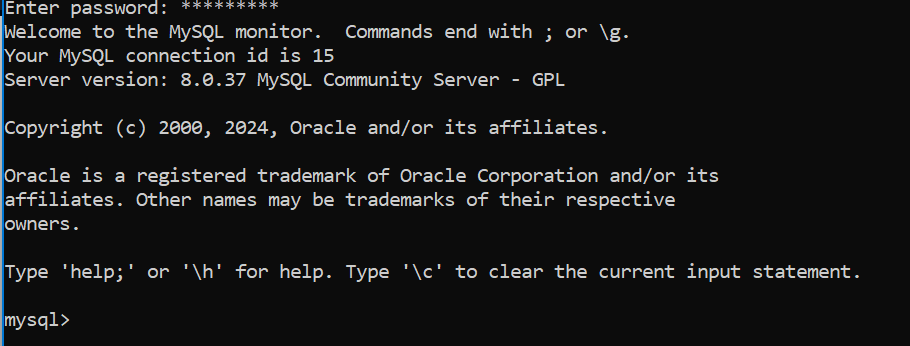 Enter password: *********
Welcome to the MySQL monitor.  Commands end with ; or \g.
Your MySQL connection id is 15
Server version: 8.0.37 MySQL Community Server - GPL

Copyright (c) 2000, 2024, Oracle and/or its affiliates.

Oracle is a registered trademark of Oracle Corporation and/or its
affiliates. Other names may be trademarks of their respective
owners.

Type 'help;' or '\h' for help. Type '\c' to clear the current input statement.

mysql>